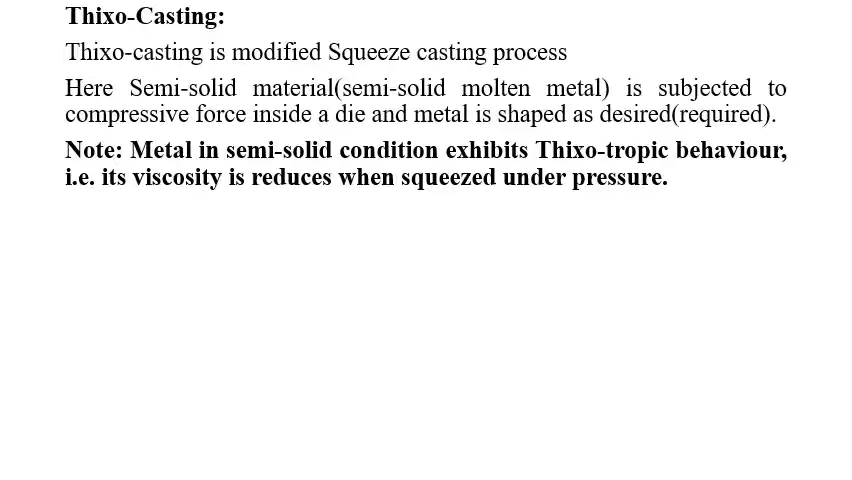 Thixo-Casting:
Thixo-casting is modified Squeeze casting process
Here Semi-solid material(semi-solid molten metal) is subjected to
compressive force inside a die and metal is shaped as desired(required).
Note: Metal in semi-solid condition exhibits Thixo-tropic behaviour,
i.e. its viscosity is reduces when squeezed under pressure.